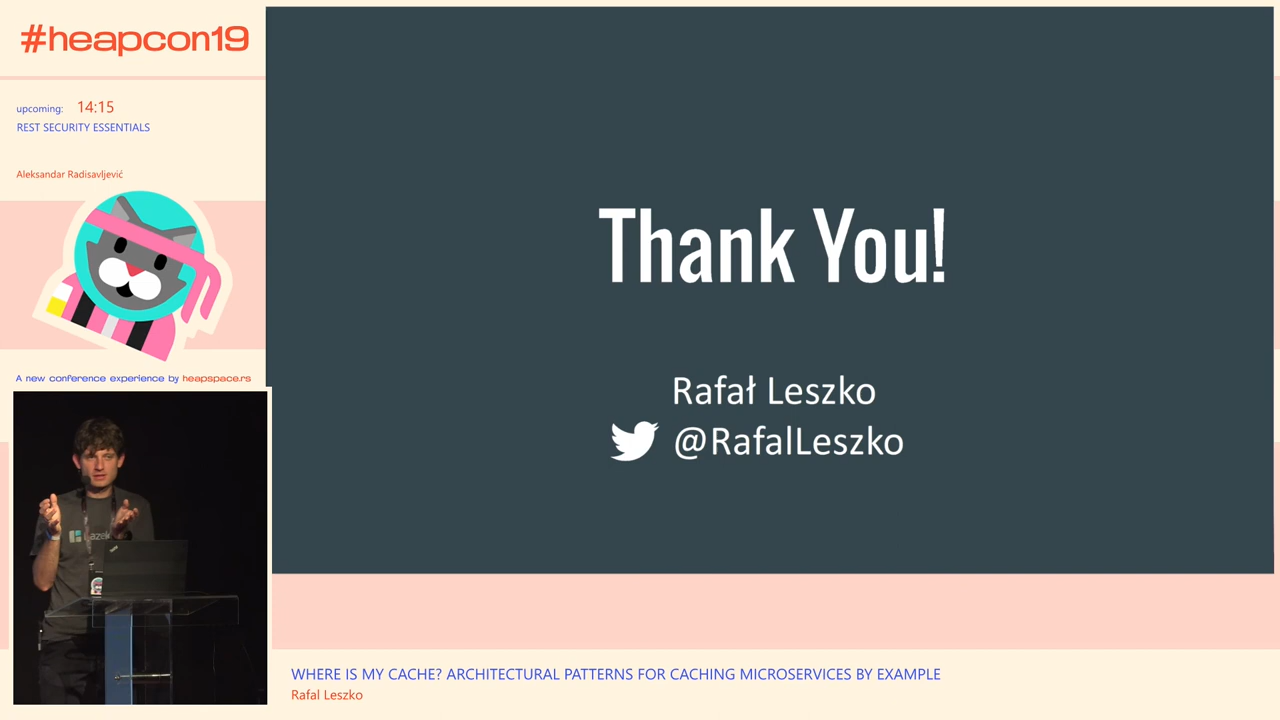 #heapcon19
upcoming: 14:15
REST SECURITY ESSENTIALS
Aleksandar Radisavljević
A new conference experience by heapspace.rs
Thank You!
Rafał Leszko
@RafalLeszko
WHERE IS MY CACHE? ARCHITECTURAL PATTERNS FOR CACHING MICROSERVICES BY EXAMPLE
Rafal Leszko